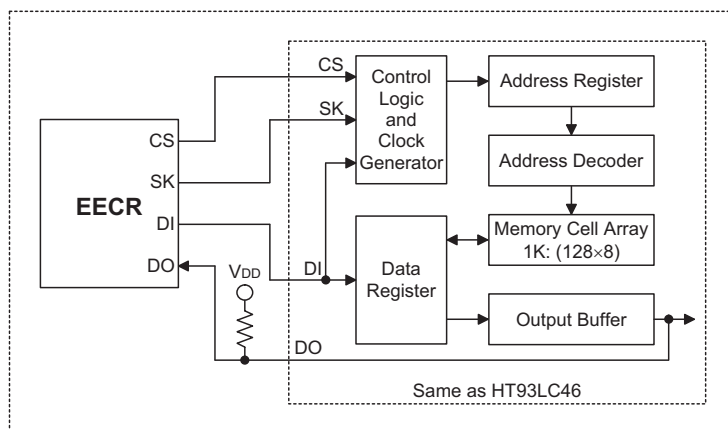 CS
SK
Control
Logic
and
Clock
Generator
Address Register
EECR
CS
SK
DI
DO
Address Decoder
VDD
DI
Data
Register
Memory Cell Array
1K: (128×8)
Output Buffer
DO
Same as HT93LC46